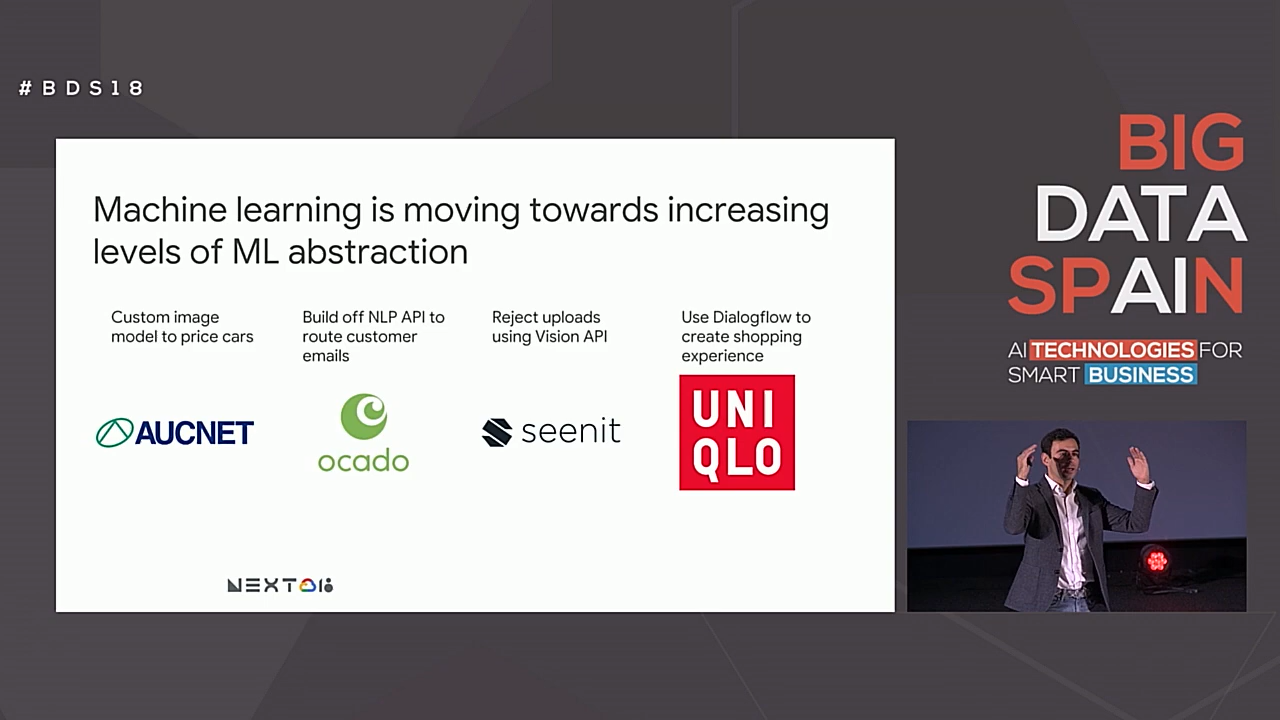 #BDS18
BIG
DATA
SPAIN
AI TECHNOLOGIES FOR
SMART BUSINESS
Machine learning is moving towards increasing
levels of ML abstraction
Custom image
model to price cars
AUCNET
Build off NLP API to
route customer
emails
ocado
Reject uploads
using Vision API
seenit
Use Dialogflow to
create shopping
experience
UNI
QLO
NEXT18